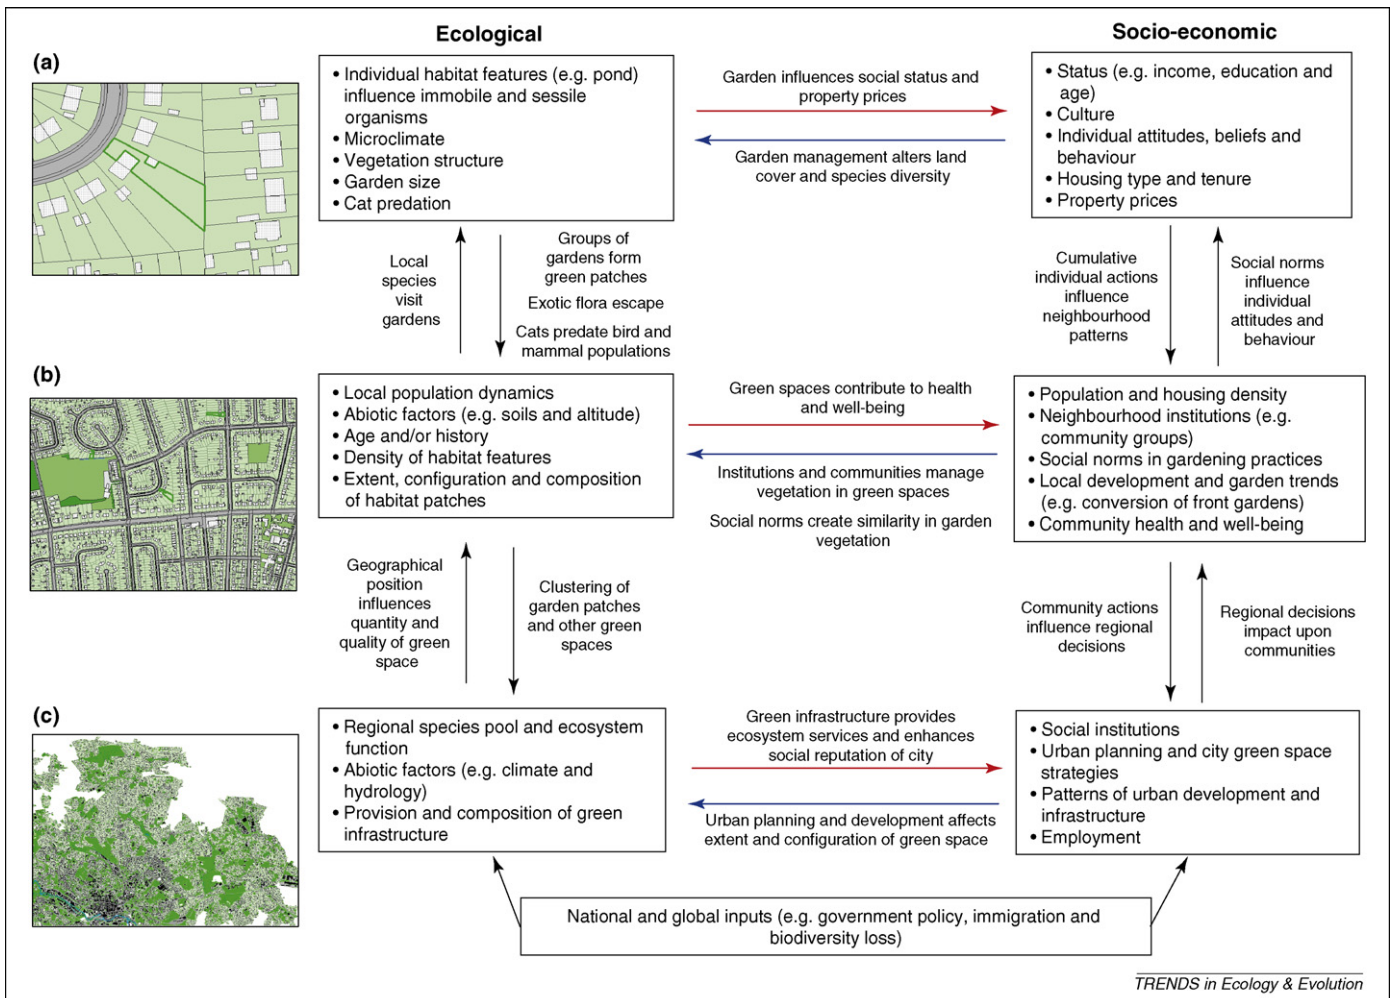 Ecological
Socio-economic
(a)
• Individual habitat features (e.g. pond)
influence immobile and sessile
organisms
• Microclimate
• Vegetation structure
• Garden size
• Cat predation
Garden influences social status and
property prices
Garden management alters land
cover and species diversity
• Status (e.g. income, education and
age)
• Culture
• Individual attitudes, beliefs and
behaviour
• Housing type and tenure
• Property prices
Local
species
visit
gardens
Groups of
gardens form
green patches
Exotic flora escape
Cats predate bird and
mammal populations
Cumulative
individual actions
influence
neighbourhood
patterns
Social norms
influence
individual
attitudes and
behaviour
(b)
• Local population dynamics
• Abiotic factors (e.g. soils and altitude)
• Age and/or history
• Density of habitat features
• Extent, configuration and composition
of habitat patches
Green spaces contribute to health
and well-being
Institutions and communities manage
vegetation in green spaces
Social norms create similarity in garden
vegetation
• Population and housing density
• Neighbourhood institutions (e.g.
community groups)
• Social norms in gardening practices
• Local development and garden trends
(e.g. conversion of front gardens)
• Community health and well-being
Geographical
position
influences
quantity and
quality of green
space
Clustering of
garden patches
and other green
spaces
Community actions
influence regional
decisions
Regional decisions
impact upon
communities
(c)
• Regional species pool and ecosystem
function
• Abiotic factors (e.g. climate and
hydrology)
• Provision and composition of green
infrastructure
Green infrastructure provides
ecosystem services and enhances
social reputation of city
Urban planning and development affects
extent and configuration of green space
• Social institutions
• Urban planning and city green space
strategies
• Patterns of urban development and
infrastructure
• Employment
National and global inputs (e.g. government policy, immigration and
biodiversity loss)
TRENDS in Ecology & Evolution